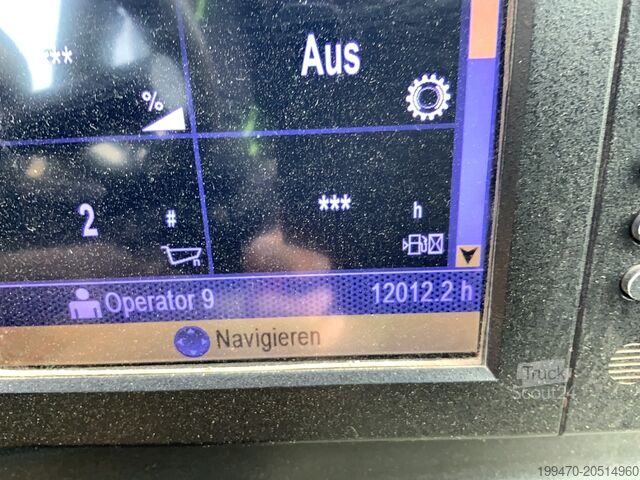 ***
Aus
%
2
#
***
h
Operator 9
12012.2 h
Navigieren
Truck
Scout24
199470-20514960